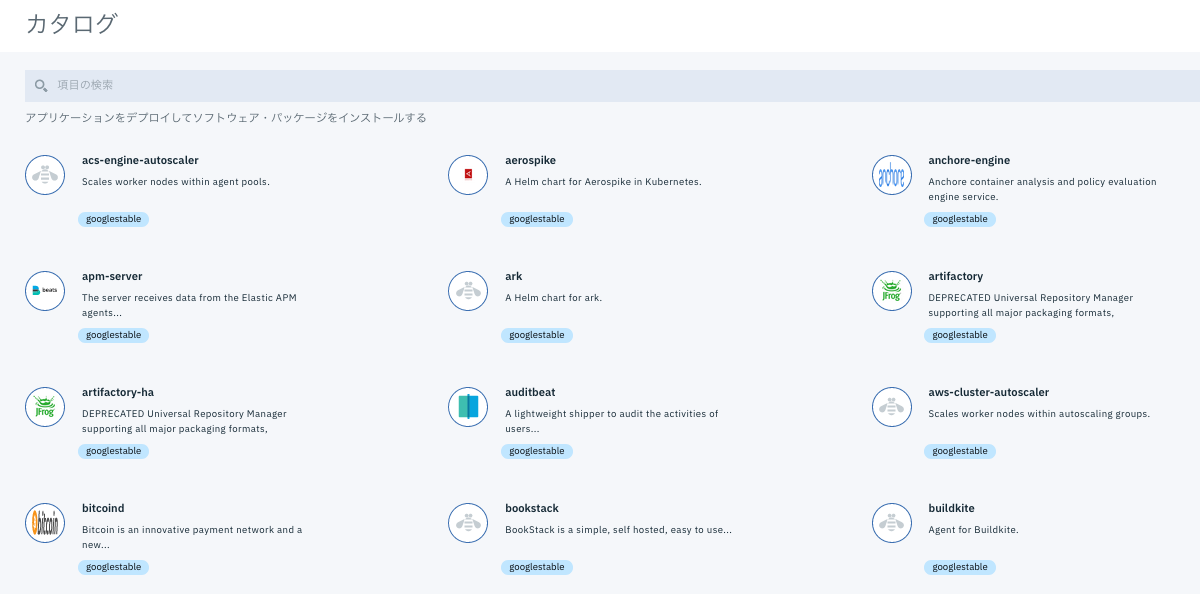 カタログ
項目の検索
アプリケーションをデプロイしてソフトウェア・パッケージをインストールする
acs-engine-autoscaler
Scales worker nodes within agent pools.
googlestable
aerospike
A Helm chart for Aerospike in Kubernetes.
googlestable
anchore
anchore-engine
Anchore container analysis and policy evaluation
engine service.
googlestable
beats
apm-server
The server receives data from the Elastic APM
agents...
googlestable
ark
A Helm chart for ark.
googlestable
JFrog
artifactory
DEPRECATED Universal Repository Manager
supporting all major packaging formats,
googlestable
JFrog
artifactory-ha
DEPRECATED Universal Repository Manager
supporting all major packaging formats,
googlestable
auditbeat
A lightweight shipper to audit the activities of
users...
googlestable
aws-cluster-autoscaler
Scales worker nodes within autoscaling groups.
googlestable
bitcoin
bitcoind
Bitcoin is an innovative payment network and a
new...
googlestable
bookstack
BookStack is a simple, self hosted, easy to use...
googlestable
buildkite
Agent for Buildkite.
googlestable